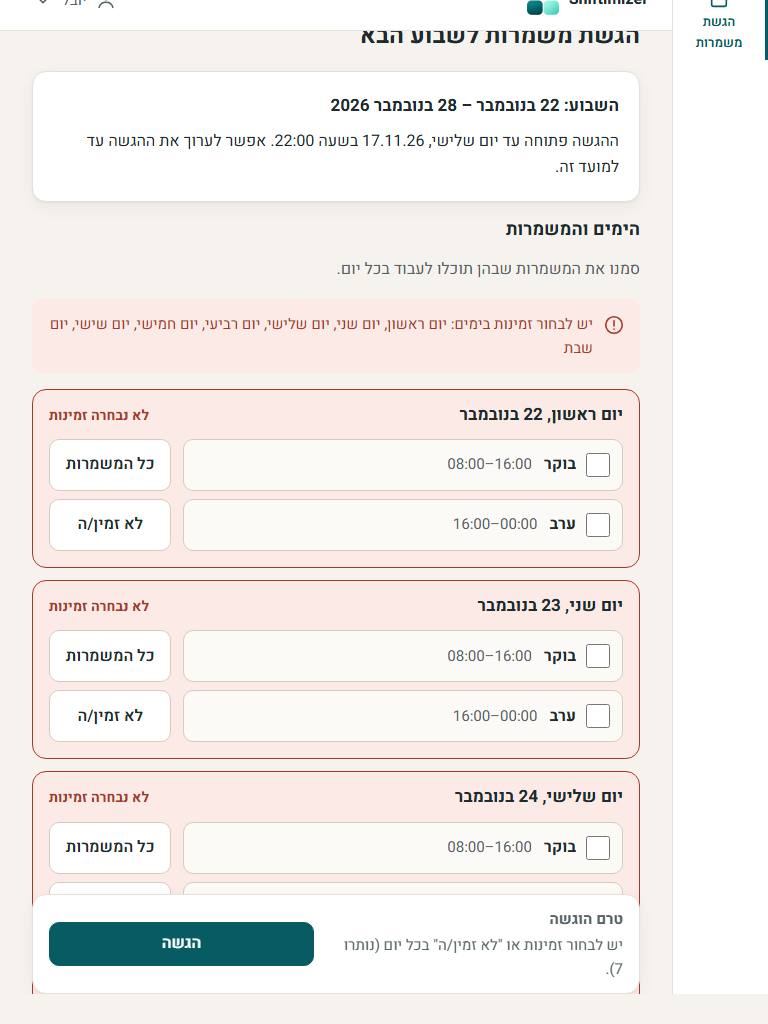 יובל
Shiftimizer
הגשת
משמרות
הגשת משמרות לשבוע הבא
השבוע: 22 בנובמבר – 28 בנובמבר 2026
ההגשה פתוחה עד יום שלישי, 17.11.26 בשעה 22:00. אפשר לערוך את ההגשה עד
למועד זה.
הימים והמשמרות
סמנו את המשמרות שבהן תוכלו לעבוד בכל יום.
יש לבחור זמינות בימים: יום ראשון, יום שני, יום שלישי, יום רביעי, יום חמישי, יום שישי, יום
שבת
יום ראשון, 22 בנובמבר לא נבחרה זמינות
בוקר 08:00–16:00 כל המשמרות
ערב 16:00–00:00 לא זמין/ה
יום שני, 23 בנובמבר לא נבחרה זמינות
בוקר 08:00–16:00 כל המשמרות
ערב 16:00–00:00 לא זמין/ה
יום שלישי, 24 בנובמבר לא נבחרה זמינות
בוקר 08:00–16:00 כל המשמרות
טרם הוגשה
יש לבחור זמינות או "לא זמין/ה" בכל יום (נותרו
7).
הגשה